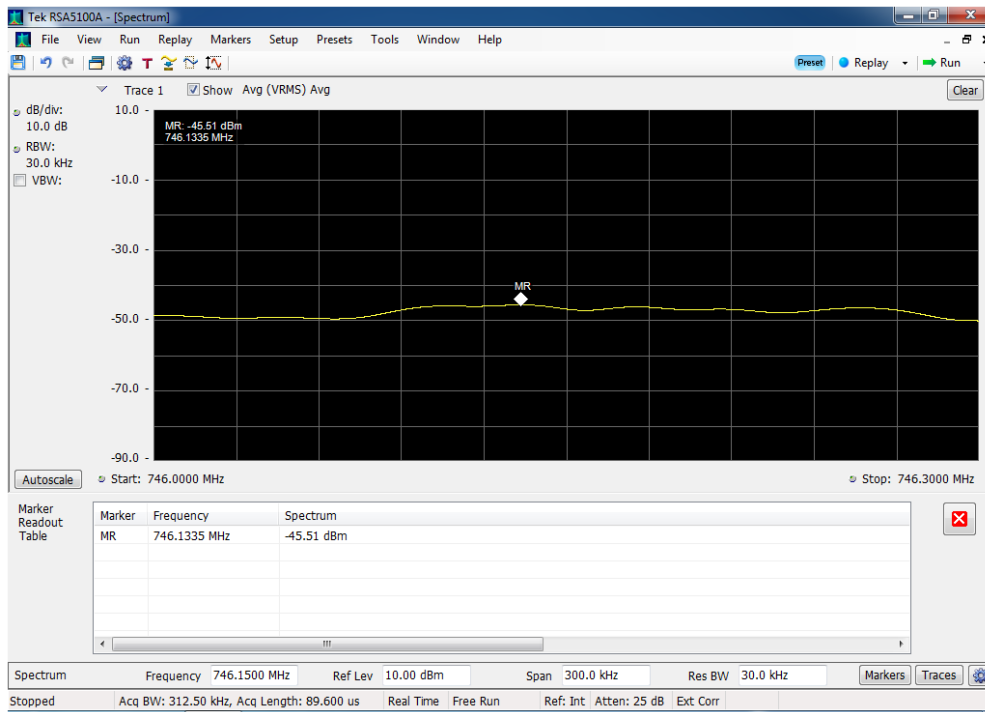 Tek RSA5100A - [Spectrum]
File View Run Replay Markers Setup Presets Tools Window Help
T Preset Replay Run
Trace 1 Show Avg (VRMS) Avg Clear
dB/div:
10.0 dB
RBW:
30.0 kHz
VBW:
10.0
-10.0
-30.0
-50.0
-70.0
-90.0
MR: -45.51 dBm
746.1335 MHz
MR
Autoscale Start: 746.0000 MHz Stop: 746.3000 MHz
Marker
Readout
Table
Marker Frequency Spectrum
MR 746.1335 MHz -45.51 dBm
Spectrum Frequency 746.1500 MHz Ref Lev 10.00 dBm Span 300.0 kHz Res BW 30.0 kHz Markers Traces
Stopped Acq BW: 312.50 kHz, Acq Length: 89.600 us Real Time Free Run Ref: Int Atten: 25 dB Ext Corr